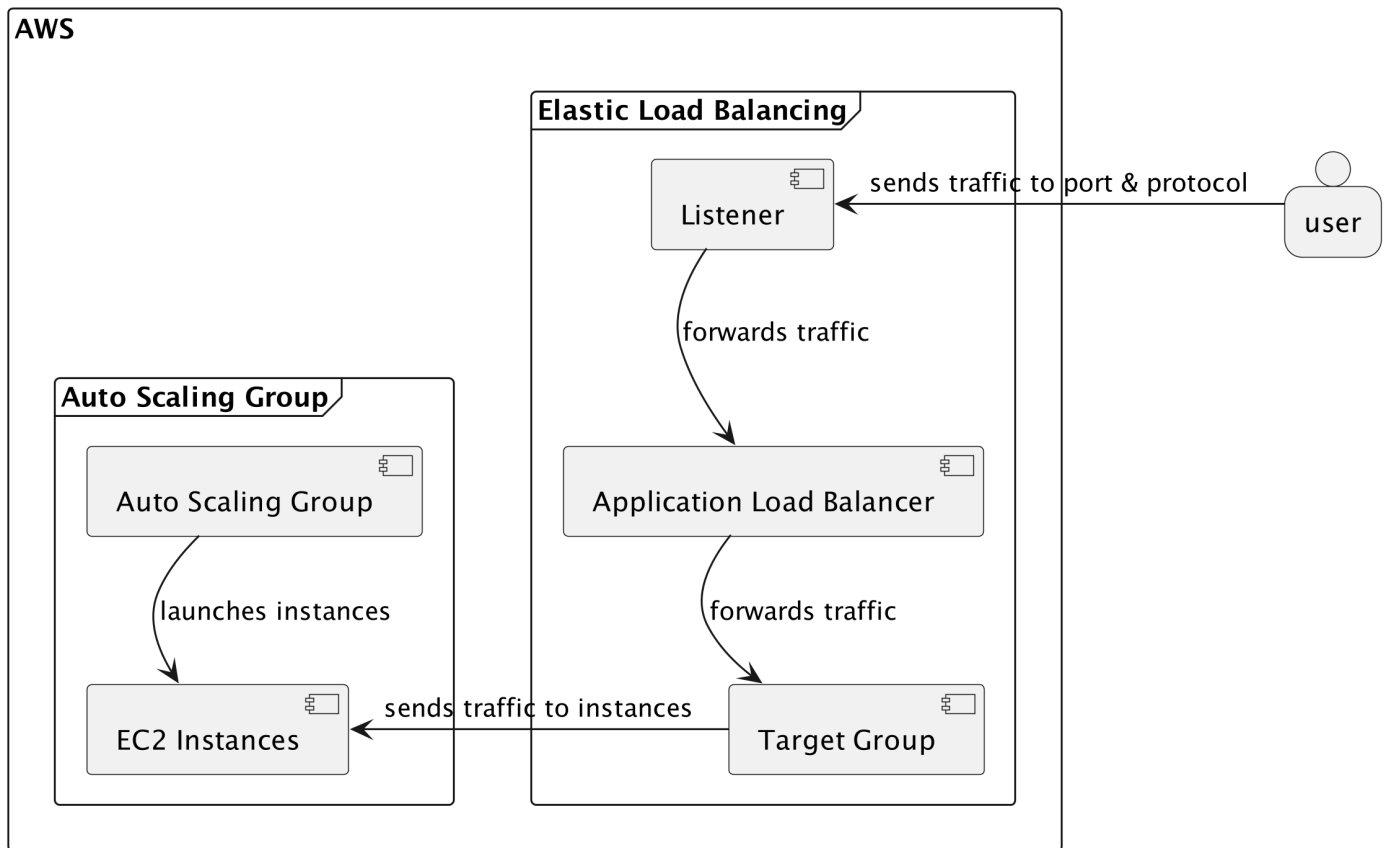 AWS
Elastic Load Balancing
Listener
sends traffic to port & protocol
user
forwards traffic
Auto Scaling Group
Auto Scaling Group
Application Load Balancer
launches instances
forwards traffic
EC2 Instances
sends traffic to instances
Target Group